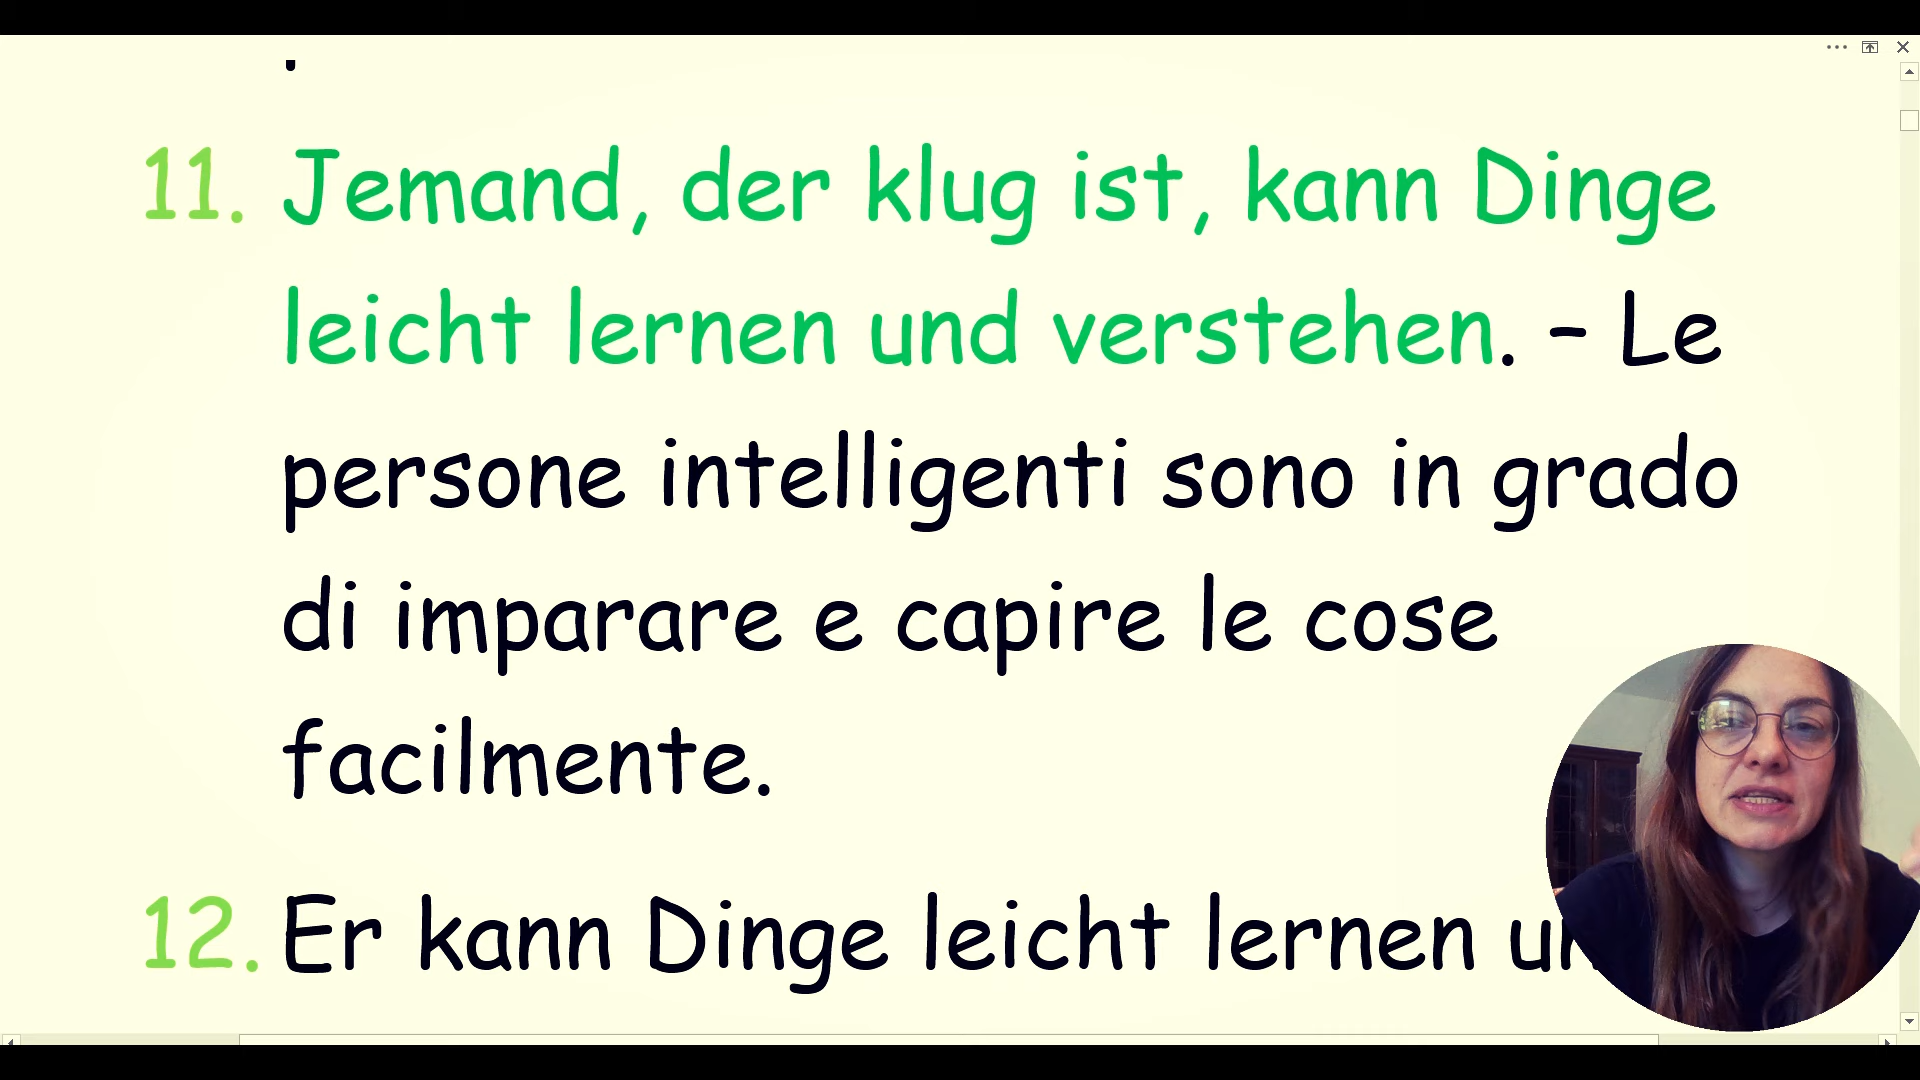 11. Jemand, der klug ist, kann Dinge
leicht lernen und verstehen. – Le
persone intelligenti sono in grado
di imparare e capire le cose
facilmente.
12. Er kann Dinge leicht lernen